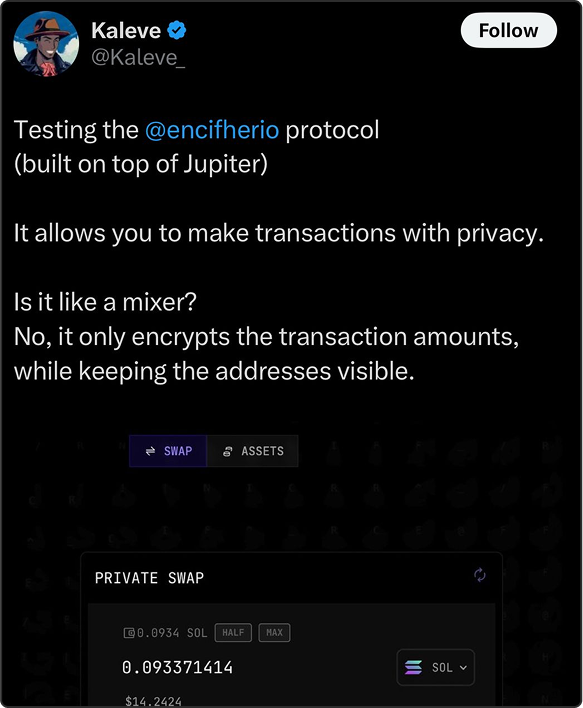 Kaleve
Follow
@Kaleve_
Testing the @encifherio protocol
(built on top of Jupiter)
It allows you to make transactions with privacy.
Is it like a mixer?
No, it only encrypts the transaction amounts,
while keeping the addresses visible.
SWAP ASSETS
PRIVATE SWAP
0.0934 SOL HALF MAX
0.093371414 SOL
$14.2424